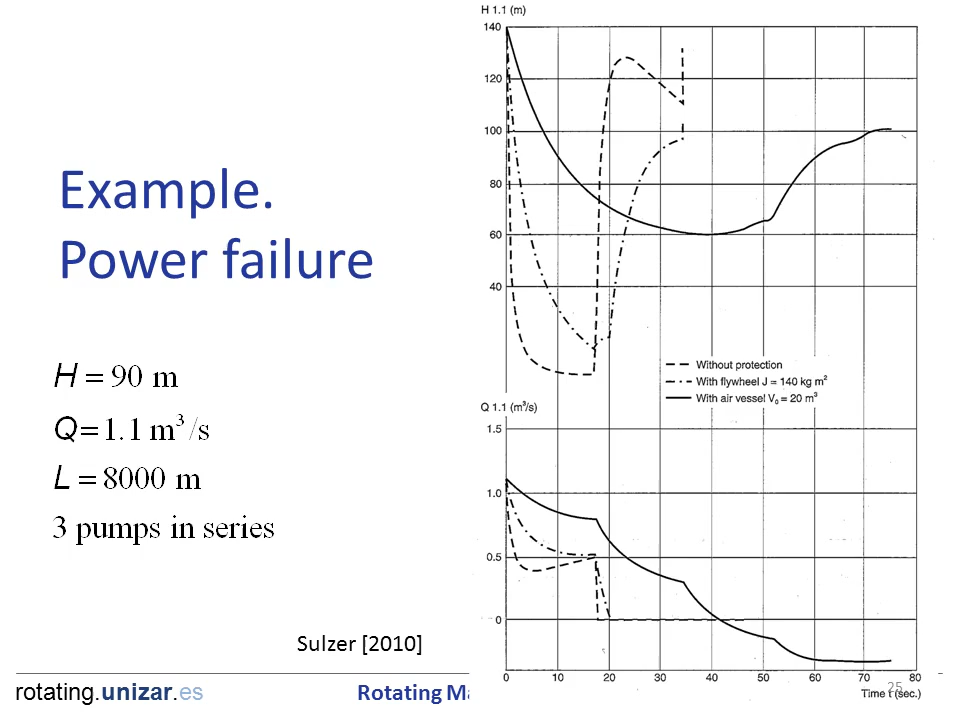 Example.
Power failure
H = 90 m
Q = 1.1 m³/s
L = 8000 m
3 pumps in series
Sulzer [2010]
rotating.unizar.es
Rotating Ma
H 1.1 (m)
140
120
100
80
60
40
Without protection
With flywheel J = 140 kg m²
With air vessel V₀ = 20 m³
Q 1.1 (m³/s)
1.5
1.0
0.5
0
0 10 20 30 40 50 60 70 80
Time t (sec.)
25